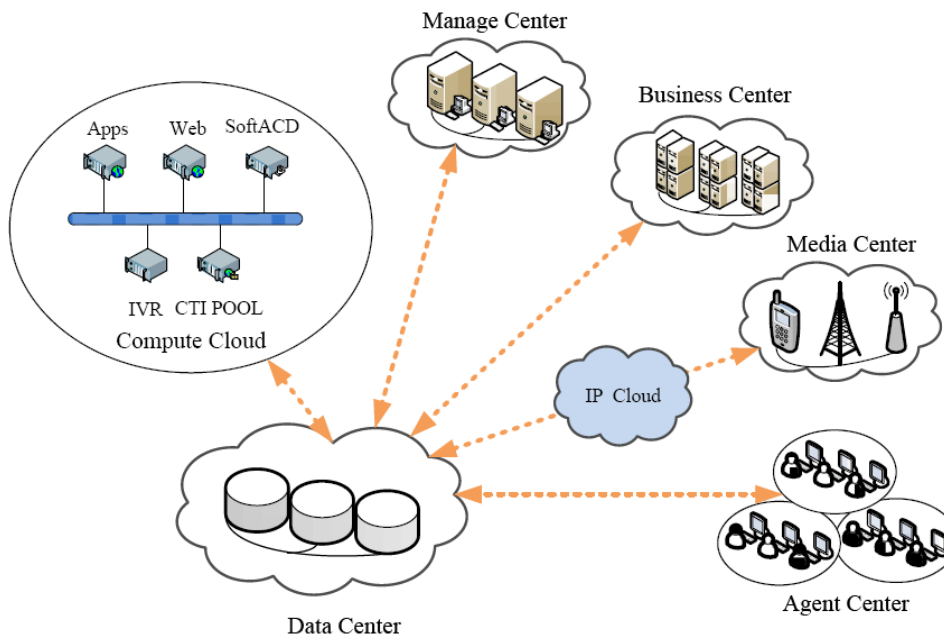 Manage Center
Business Center
Apps
Web
SoftACD
Media Center
IVR
CTI POOL
Compute Cloud
IP Cloud
Agent Center
Data Center